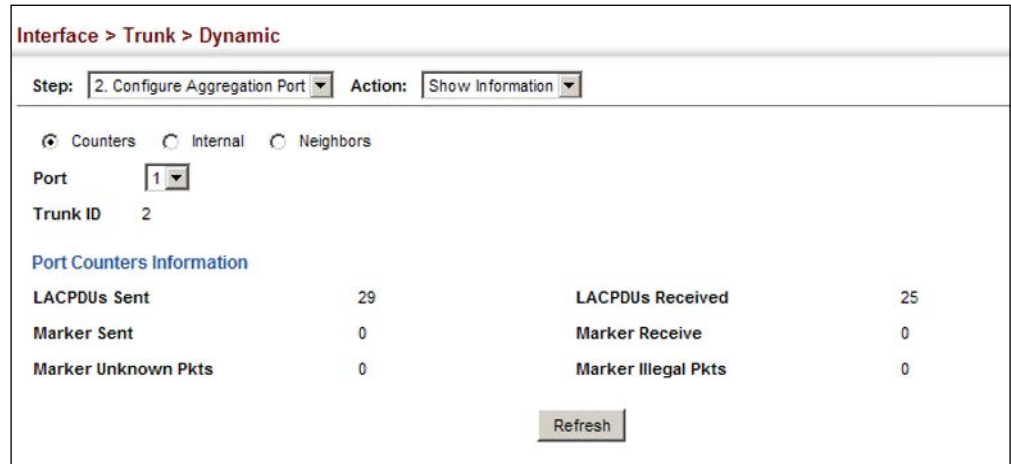 Interface > Trunk > Dynamic
Step: 2. Configure Aggregation Port Action: Show Information
Counters Internal Neighbors
Port 1
Trunk ID 2
Port Counters Information
LACPDUs Sent 29 LACPDUs Received 25
Marker Sent 0 Marker Receive 0
Marker Unknown Pkts 0 Marker Illegal Pkts 0
Refresh